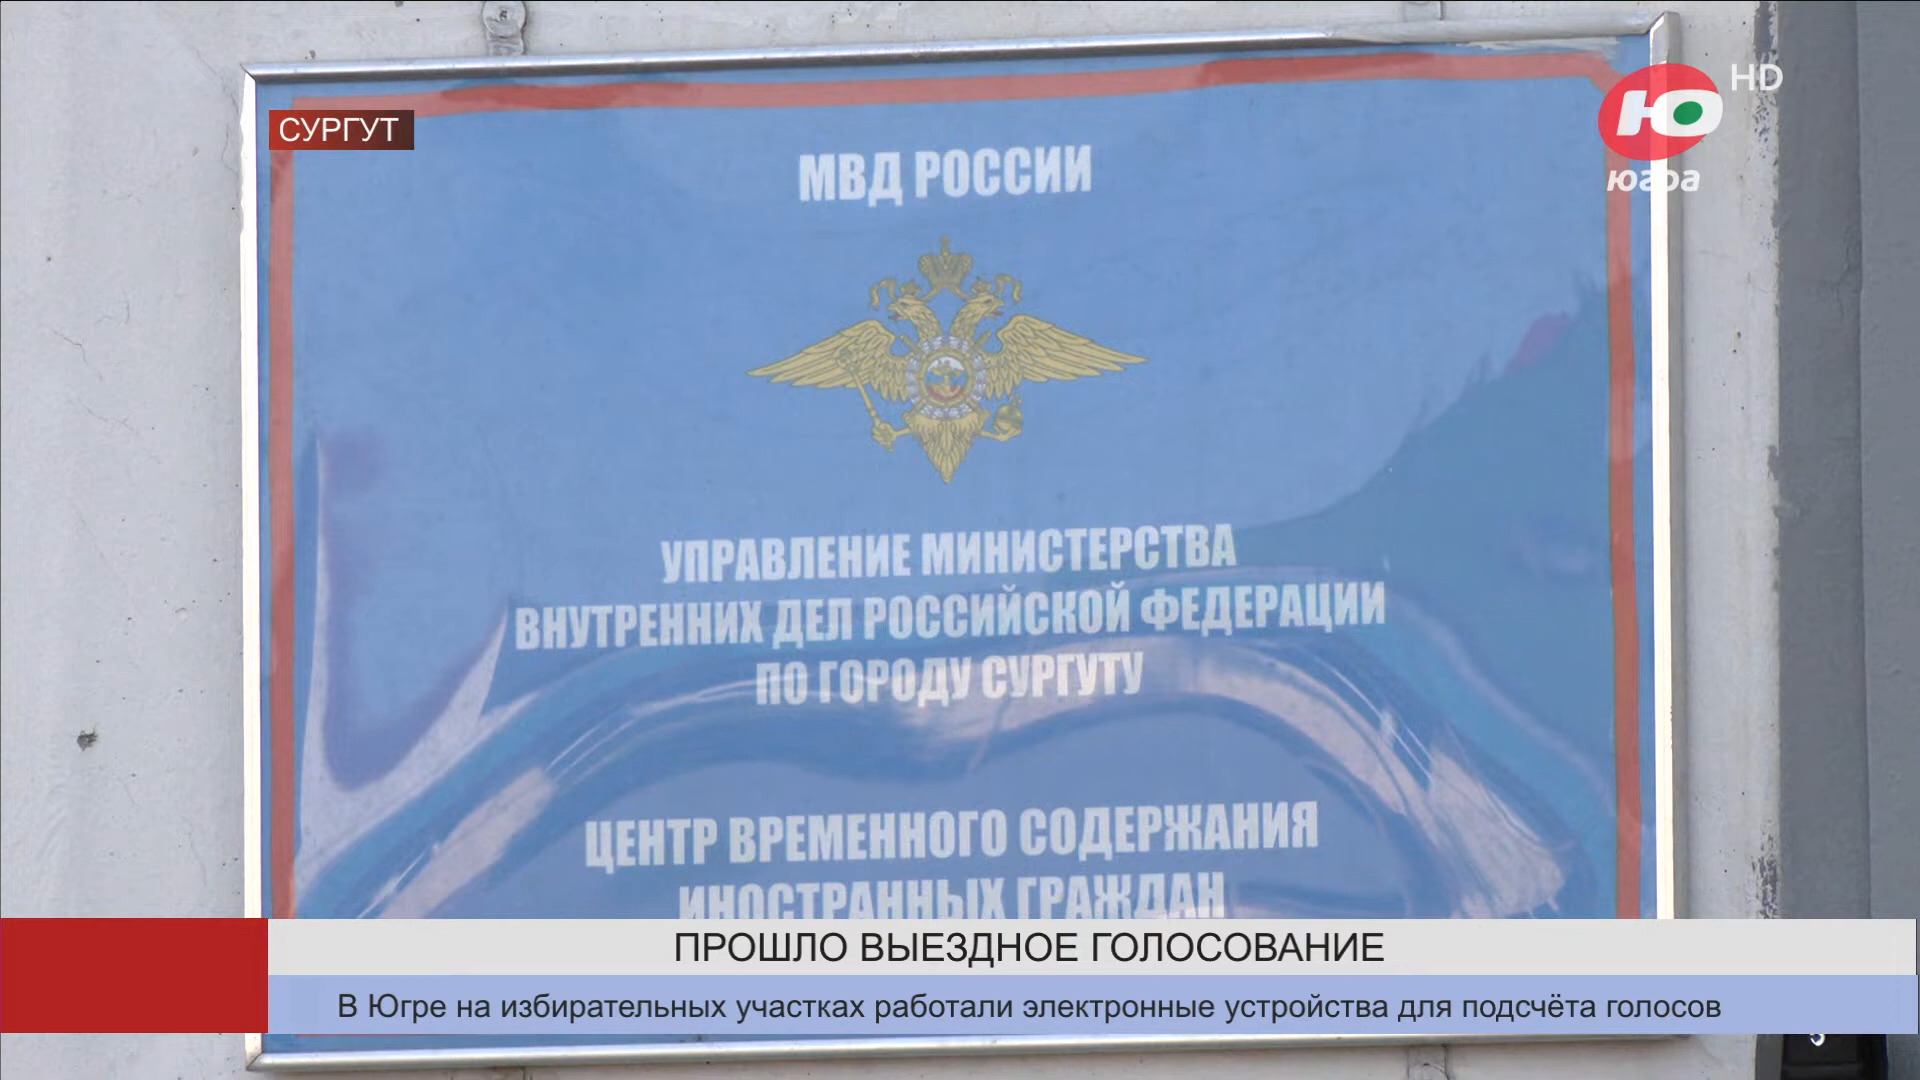 HD
Ю
югра
СУРГУТ
МВД РОССИИ
УПРАВЛЕНИЕ МИНИСТЕРСТВА
ВНУТРЕННИХ ДЕЛ РОССИЙСКОЙ ФЕДЕРАЦИИ
ПО ГОРОДУ СУРГУТУ
ЦЕНТР ВРЕМЕННОГО СОДЕРЖАНИЯ
ИНОСТРАННЫХ ГРАЖДАН
ПРОШЛО ВЫЕЗДНОЕ ГОЛОСОВАНИЕ
В Югре на избирательных участках работали электронные устройства для подсчёта голосов